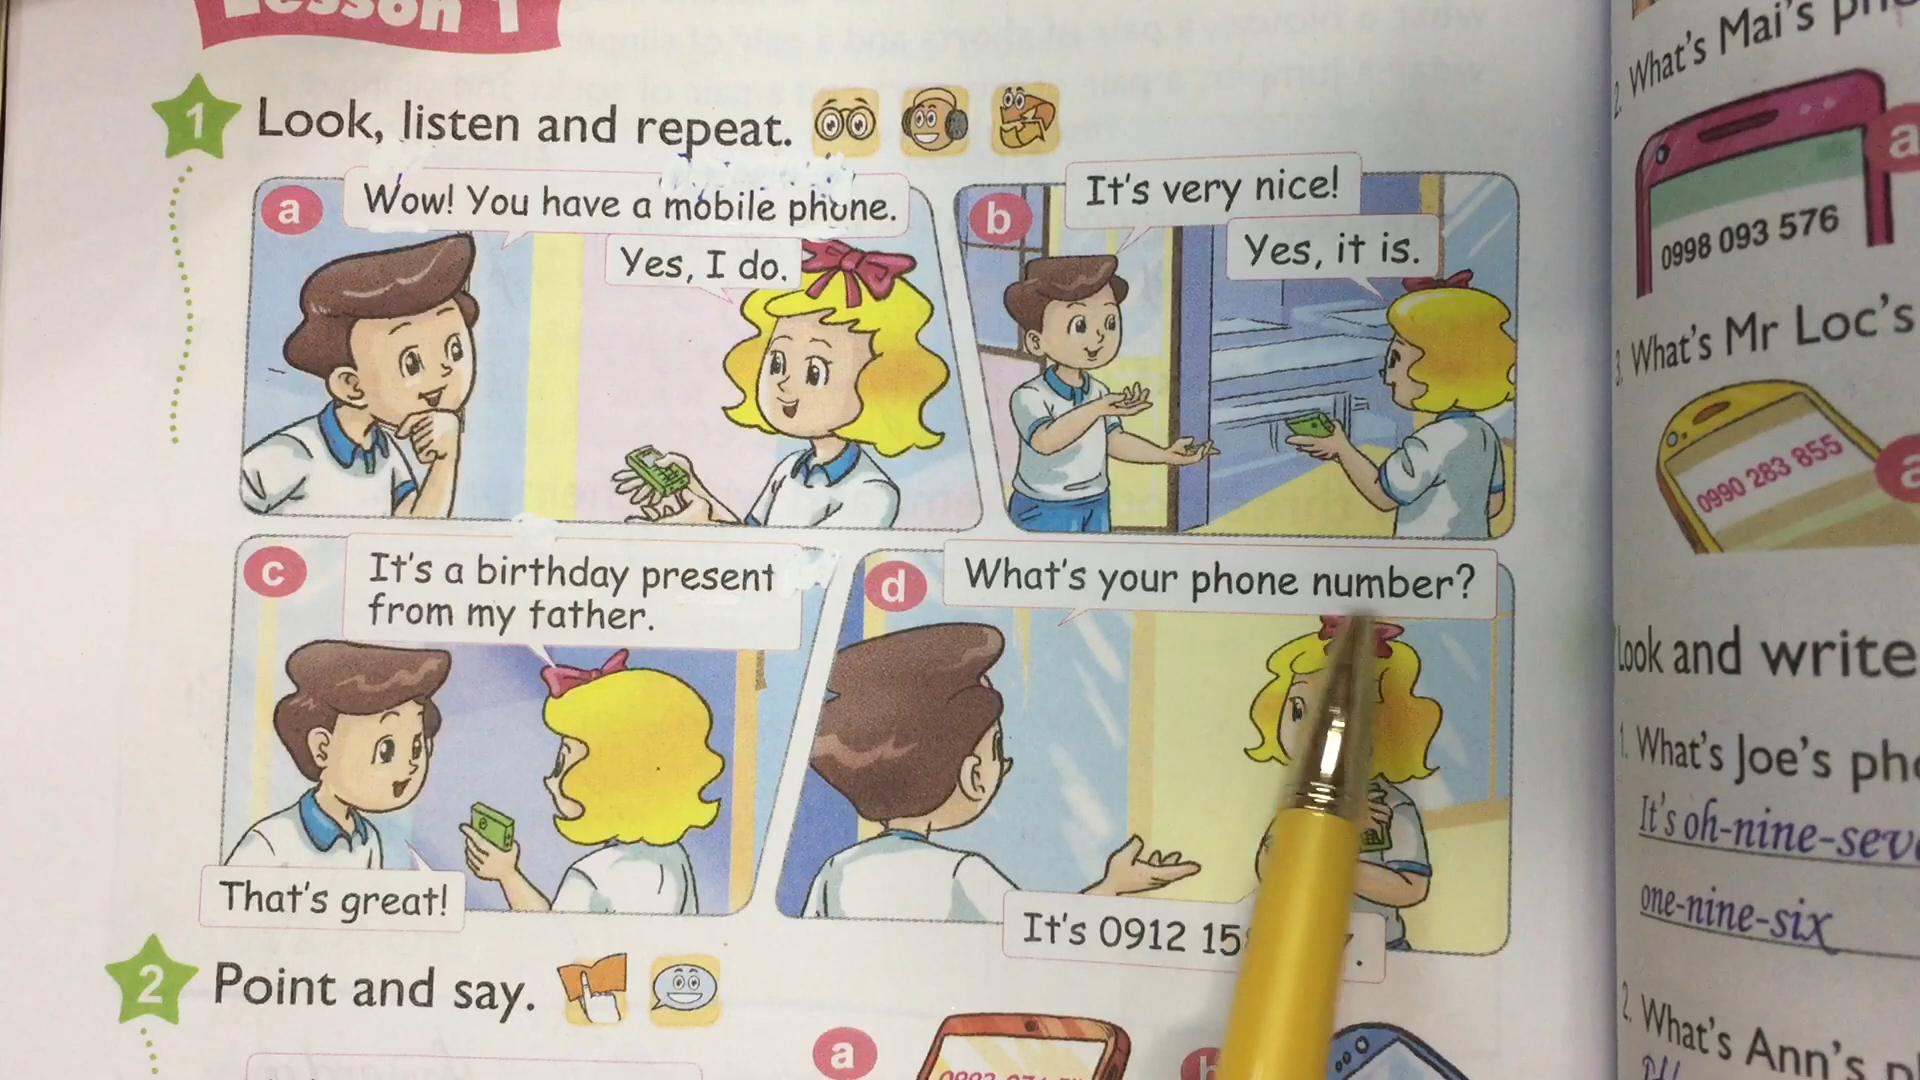 Lesson 1
1 Look, listen and repeat.
a
Wow! You have a mobile phone.
Yes, I do.
b
It's very nice!
Yes, it is.
c
It's a birthday present
from my father.
That's great!
d
What's your phone number?
It's 0912 15
2 Point and say.
a
2. What's Mai's
0998 093 576
a
3. What's Mr Loc's
0990 283 855
a
Look and write
1. What's Joe's
It's oh-nine-
one-nine-six
2. What's Ann's